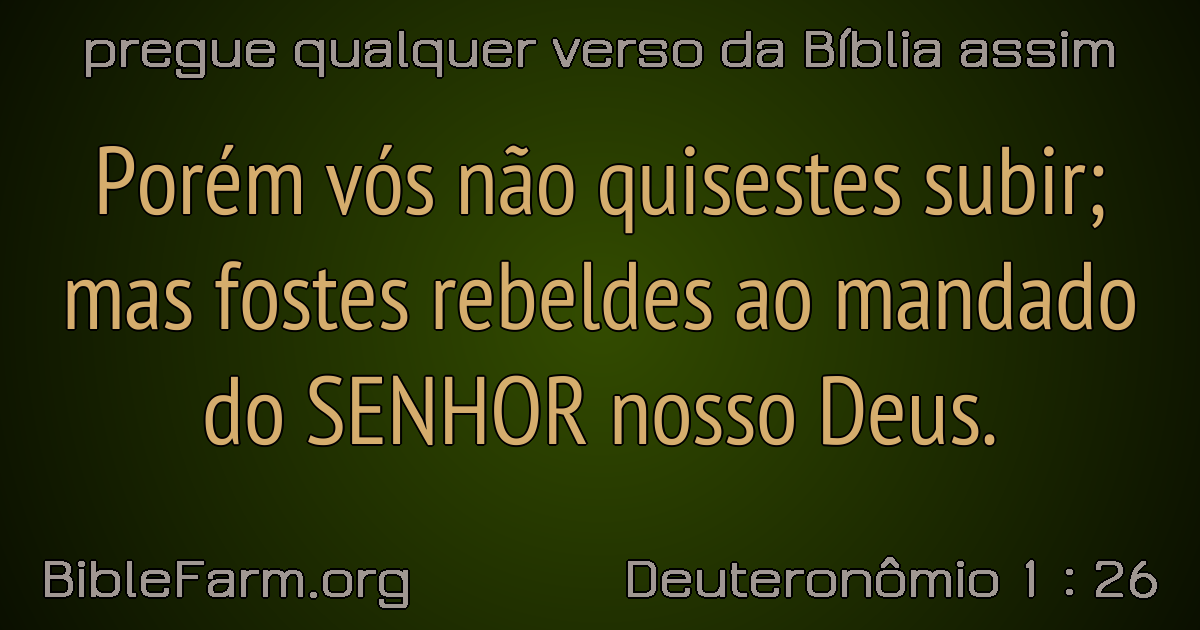 pregue qualquer verso da Bíblia assim
Porém vós não quisestes subir;
mas fostes rebeldes ao mandado
do SENHOR nosso Deus.
BibleFarm.org
Deuteronômio 1 : 26